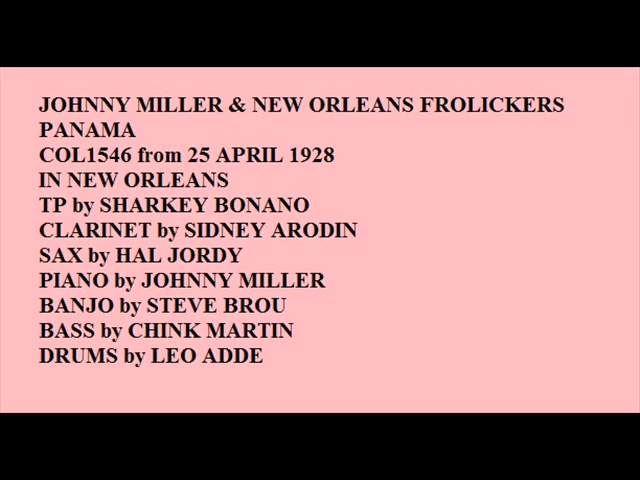 JOHNNY MILLER & NEW ORLEANS FROLICKERS
PANAMA
COL1546 from 25 APRIL 1928
IN NEW ORLEANS
TP by SHARKEY BONANO
CLARINET by SIDNEY ARODIN
SAX by HAL JORDY
PIANO by JOHNNY MILLER
BANJO by STEVE BROU
BASS by CHINK MARTIN
DRUMS by LEO ADDE